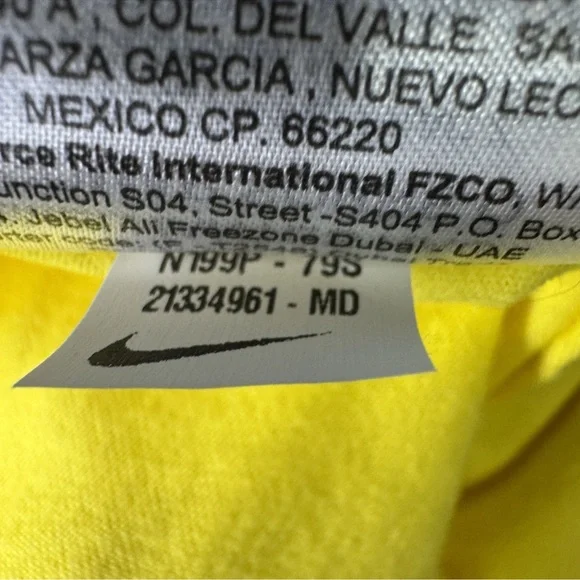 A, COL. DEL VALLE. SA
ARZA GARCIA, NUEVO LEO
MEXICO CP. 66220
rce Rite International FZCO, W
unction S04, Street -S404 P.O. Box
Jebel Ali Freezone Dubai - UAE
N199P - 79S
21334961 - MD